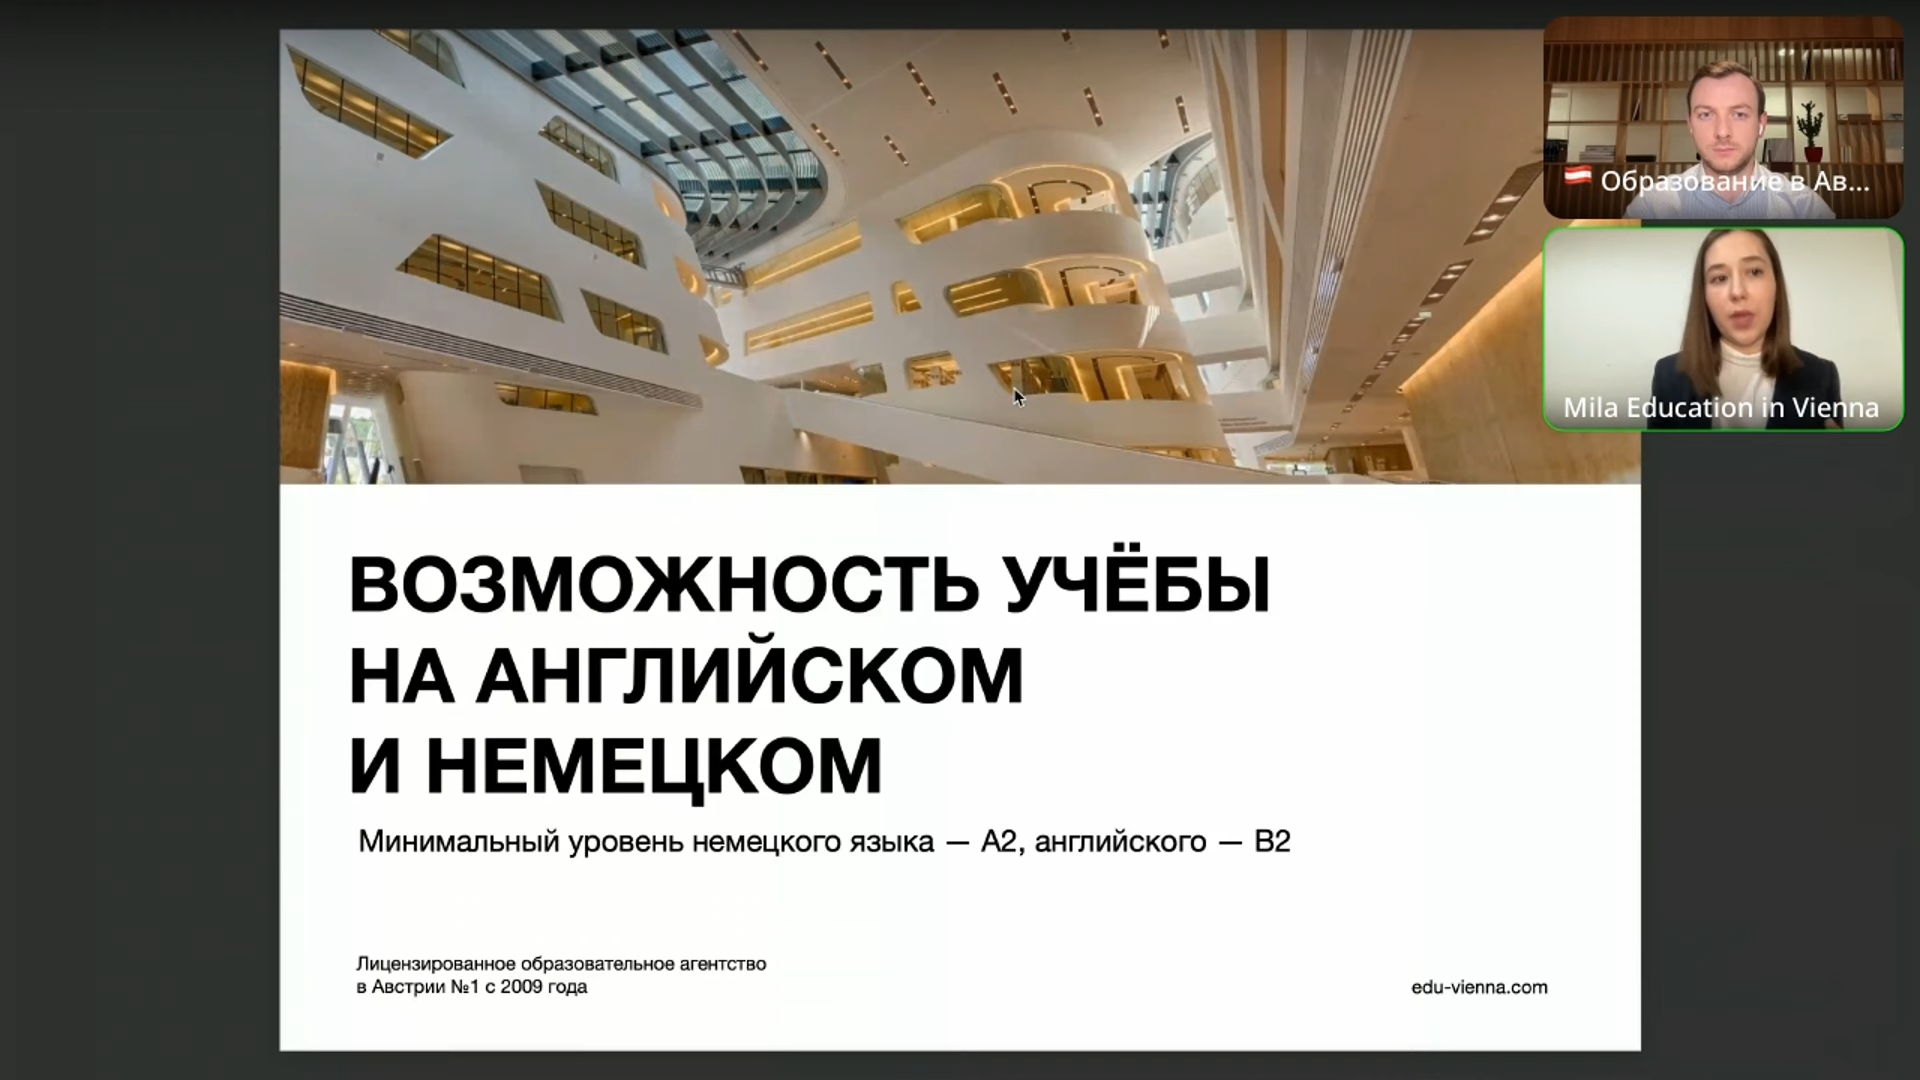 Образование в Ав...
Mila Education in Vienna
ВОЗМОЖНОСТЬ УЧЁБЫ
НА АНГЛИЙСКОМ
И НЕМЕЦКОМ
Минимальный уровень немецкого языка — А2, английского — В2
Лицензированное образовательное агентство
в Австрии №1 с 2009 года
edu-vienna.com